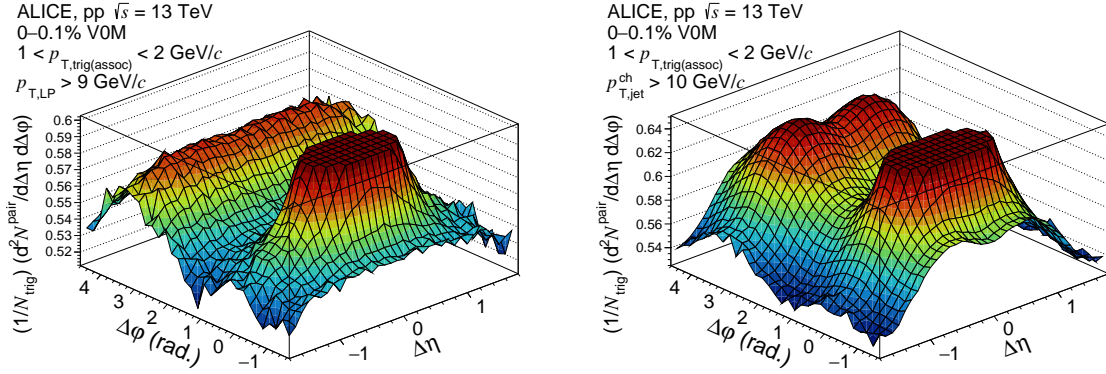 ALICE, pp √s = 13 TeV
0–0.1% V0M
1 < p_T,trig(assoc) < 2 GeV/c
p_T,LP > 9 GeV/c
(1/N_trig) (d²N^pair/dΔη dΔφ)
0.6
0.59
0.58
0.57
0.56
0.55
0.54
0.53
0.52
4
3
2
1
0
−1
Δφ (rad.)
−1
0
1
Δη
ALICE, pp √s = 13 TeV
0–0.1% V0M
1 < p_T,trig(assoc) < 2 GeV/c
p^ch_T,jet > 10 GeV/c
(1/N_trig) (d²N^pair/dΔη dΔφ)
0.64
0.62
0.6
0.58
0.56
0.54
4
3
2
1
0
−1
Δφ (rad.)
−1
0
1
Δη